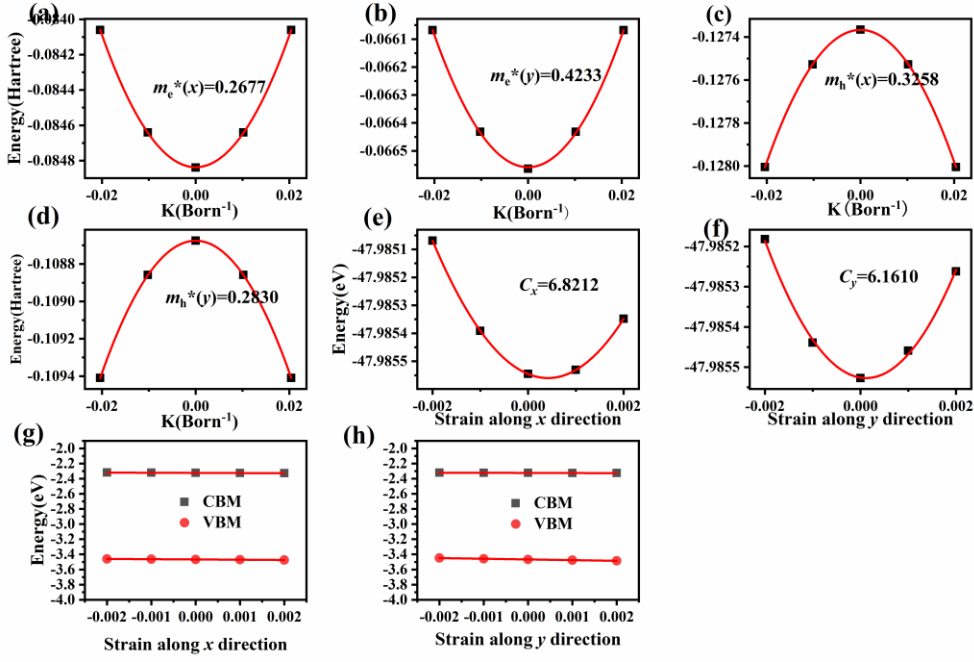 (a)
-0.0840
-0.0842
-0.0844
-0.0846
-0.0848
Energy(Hartree)
me*(x)=0.2677
-0.02 0.00 0.02
K(Born-1)
(b)
-0.0661
-0.0662
-0.0663
-0.0664
-0.0665
me*(y)=0.4233
-0.02 0.00 0.02
K(Born-1)
(c)
-0.1274
-0.1276
-0.1278
-0.1280
mh*(x)=0.3258
-0.02 0.00 0.02
K(Born-1)
(d)
-0.1088
-0.1090
-0.1092
-0.1094
Energy(Hartree)
mh*(y)=0.2830
-0.02 0.00 0.02
K(Born-1)
(e)
-47.9851
-47.9852
-47.9853
-47.9854
-47.9855
Energy(eV)
Cx=6.8212
-0.002 0.000 0.002
Strain along x direction
(f)
-47.9852
-47.9853
-47.9854
-47.9855
Cy=6.1610
-0.002 0.000 0.002
Strain along y direction
(g)
-2.0
-2.2
-2.4
-2.6
-2.8
-3.0
-3.2
-3.4
-3.6
-3.8
-4.0
Energy(eV)
CBM
VBM
-0.002 -0.001 0.000 0.001 0.002
Strain along x direction
(h)
-2.0
-2.2
-2.4
-2.6
-2.8
-3.0
-3.2
-3.4
-3.6
-3.8
-4.0
CBM
VBM
-0.002 -0.001 0.000 0.001 0.002
Strain along y direction